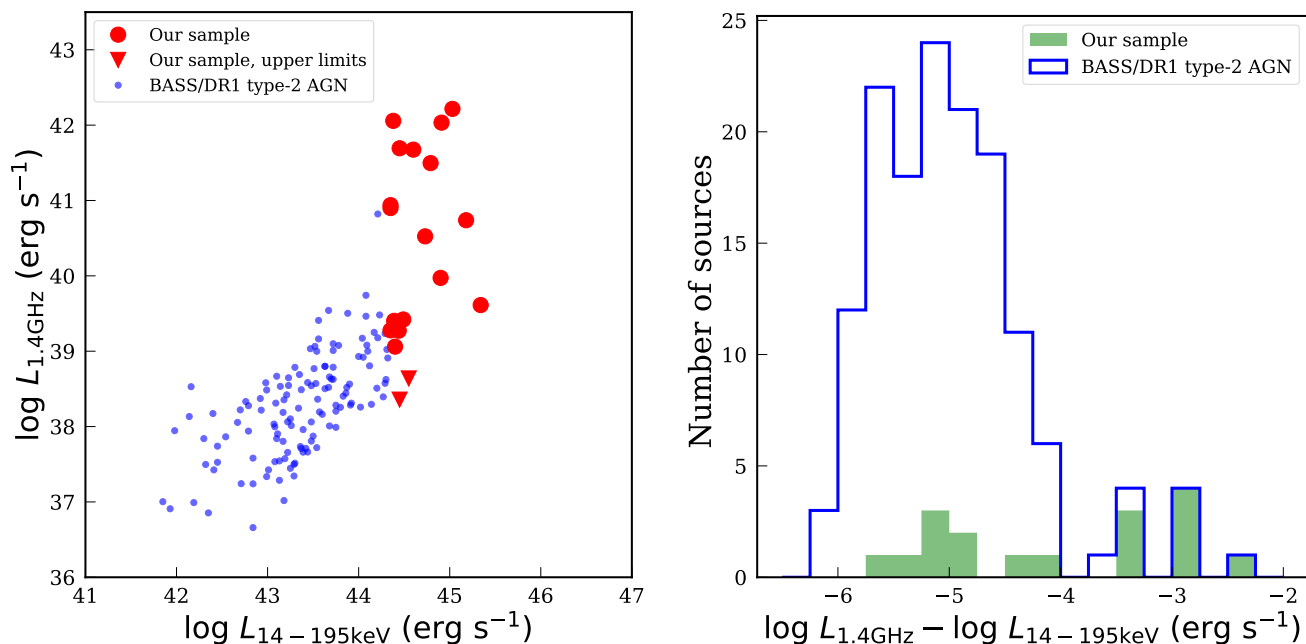 43
42
41
40
39
38
37
36
log L1.4GHz (erg s−1)
Our sample
Our sample, upper limits
BASS/DR1 type-2 AGN
41 42 43 44 45 46 47
log L14−195keV (erg s−1)
25
20
15
10
5
0
Number of sources
Our sample
BASS/DR1 type-2 AGN
−6 −5 −4 −3 −2
log L1.4GHz − log L14−195keV (erg s−1)